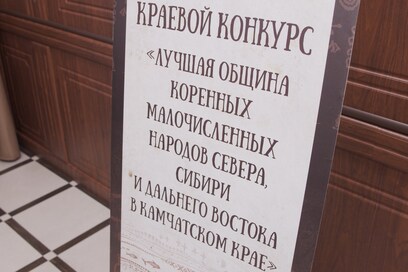 КРАЕВОЙ КОНКУРС
«ЛУЧШАЯ ОБЩИНА
КОРЕННЫХ
МАЛОЧИСЛЕННЫХ
НАРОДОВ СЕВЕРА,
СИБИРИ
И ДАЛЬНЕГО ВОСТОКА
В КАМЧАТСКОМ КРАЕ»